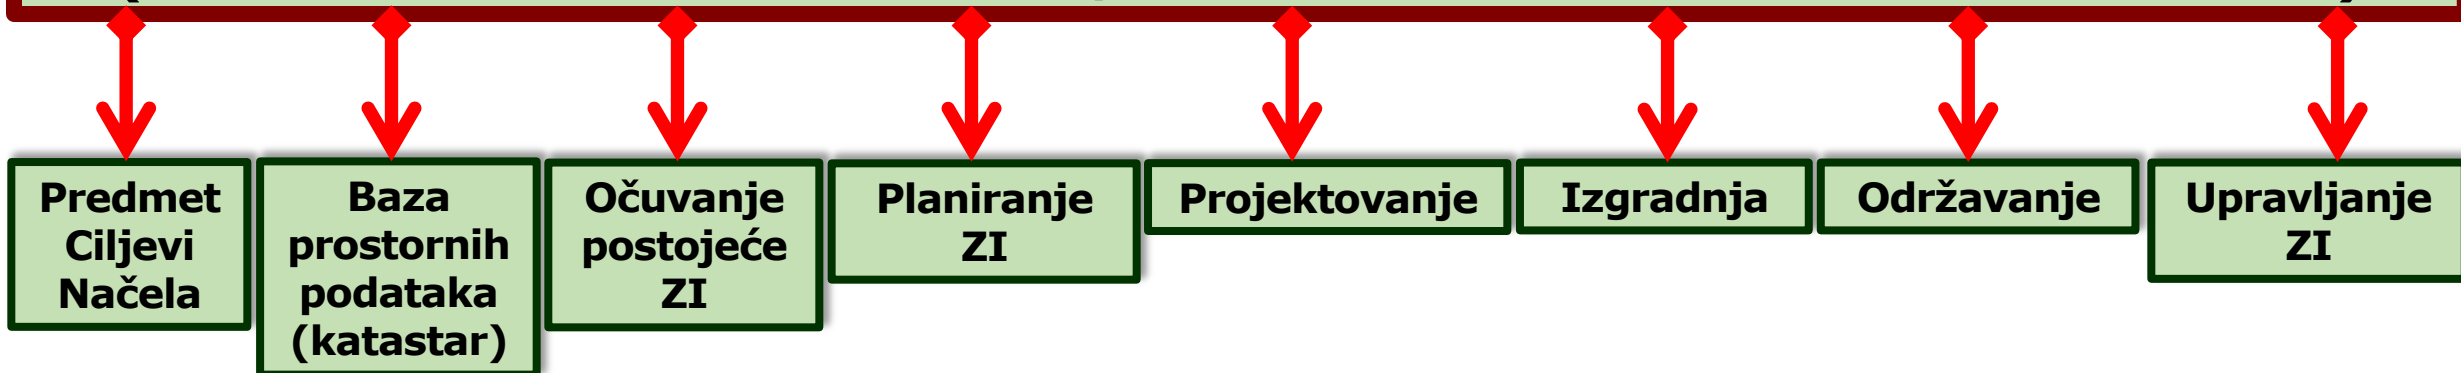 Predmet
Ciljevi
Načela
Baza
prostornih
podataka
(katastar)
Očuvanje
postojeće
ZI
Planiranje
ZI
Projektovanje
Izgradnja
Održavanje
Upravljanje
ZI